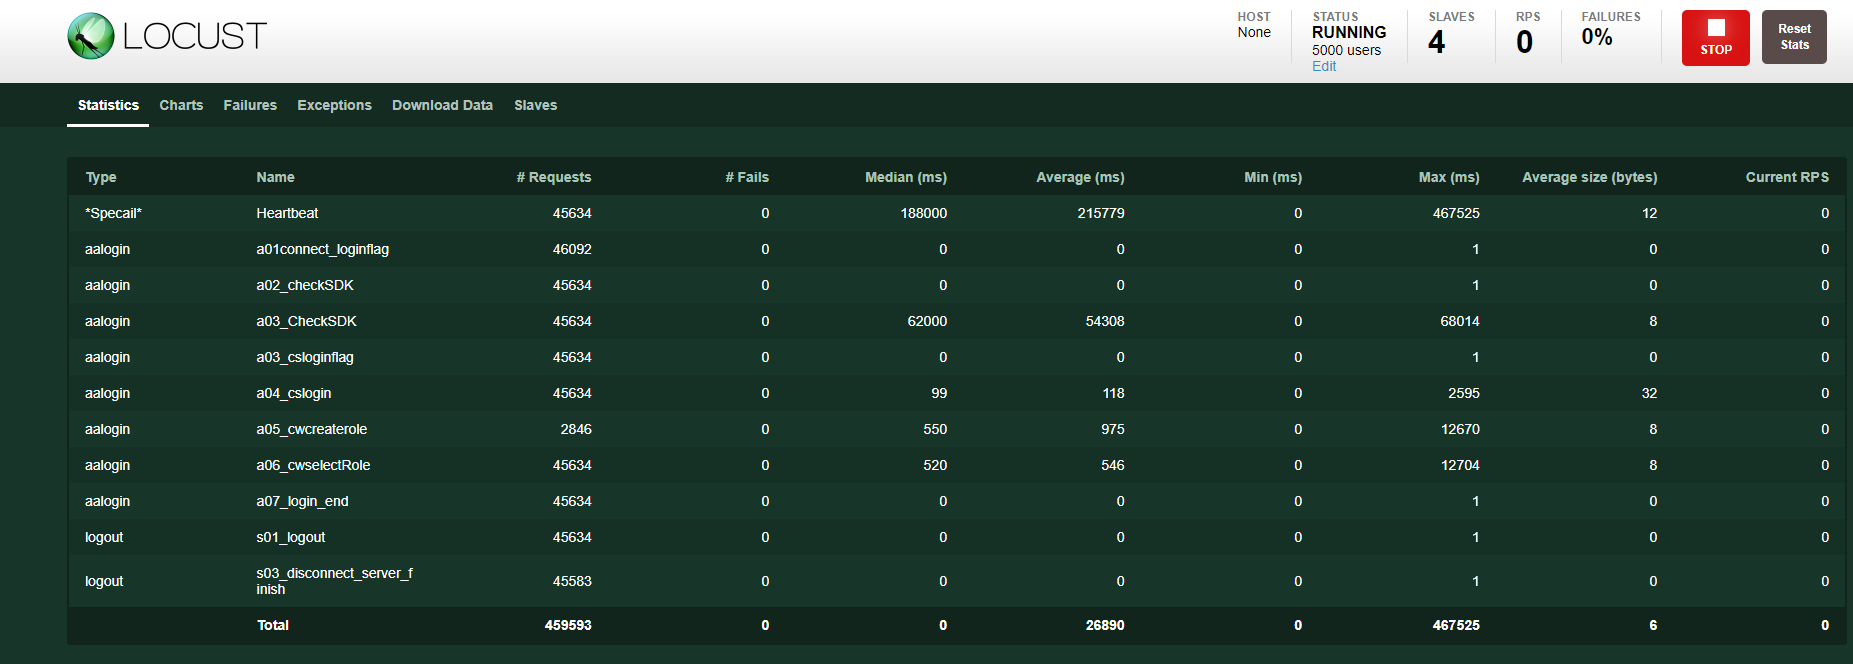 LOCUST
HOST
None
STATUS
RUNNING
5000 users
Edit
SLAVES
4
RPS
0
FAILURES
0%
STOP
Reset
Stats
Statistics Charts Failures Exceptions Download Data Slaves
Type Name # Requests # Fails Median (ms) Average (ms) Min (ms) Max (ms) Average size (bytes) Current RPS
*Specail* Heartbeat 45634 0 188000 215779 0 467525 12 0
aalogin a01connect_loginflag 46092 0 0 0 0 1 0 0
aalogin a02_checkSDK 45634 0 0 0 0 1 0 0
aalogin a03_CheckSDK 45634 0 62000 54308 0 68014 8 0
aalogin a03_csloginflag 45634 0 0 0 0 1 0 0
aalogin a04_cslogin 45634 0 99 118 0 2595 32 0
aalogin a05_cwcreaterole 2846 0 550 975 0 12670 8 0
aalogin a06_cwselectRole 45634 0 520 546 0 12704 8 0
aalogin a07_login_end 45634 0 0 0 0 1 0 0
logout s01_logout 45634 0 0 0 0 1 0 0
logout s03_disconnect_server_f
inish 45583 0 0 0 0 1 0 0
Total 459593 0 0 26890 0 467525 6 0